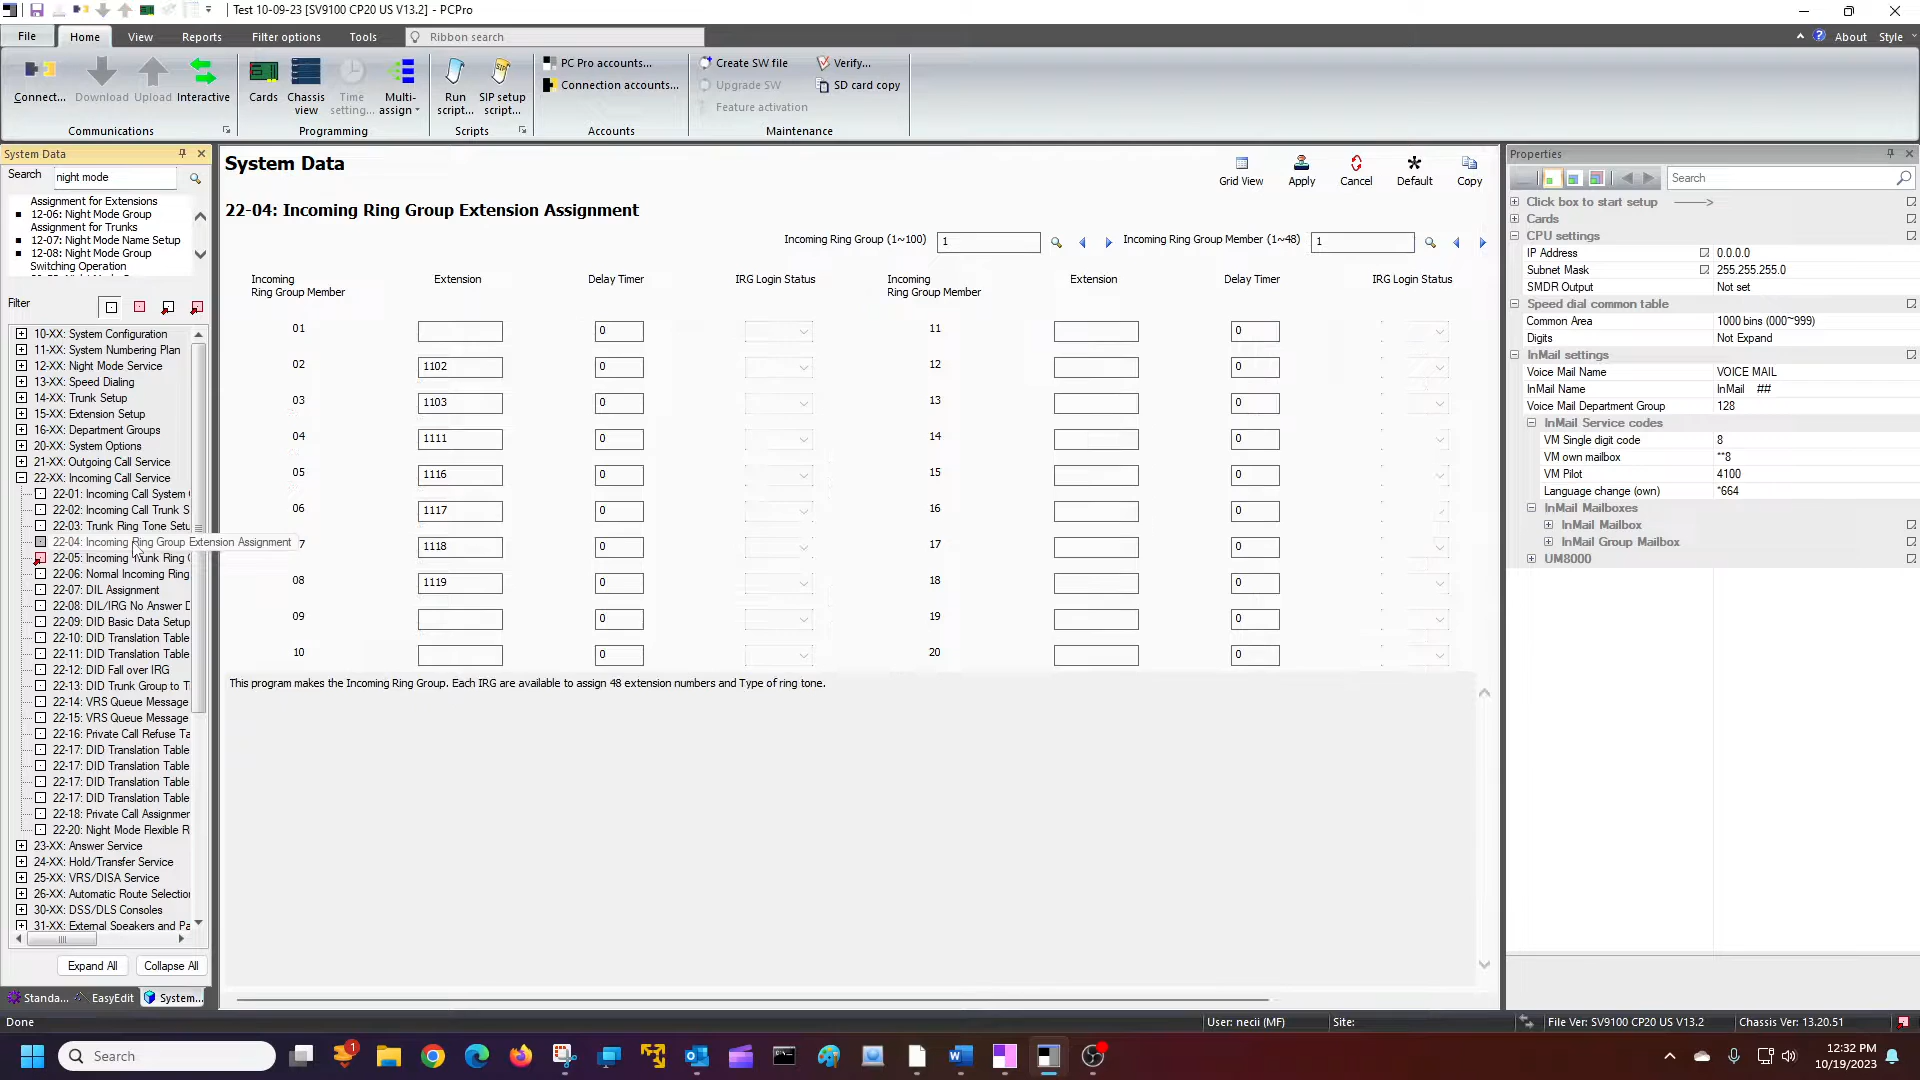 Test 10-09-23 [SV9100 CP20 US V13.2] - PCPro
File
Home
View
Reports
Filter options
Tools
Ribbon search
About
Style
Connect...
Download
Upload
Interactive
Communications
Cards
Chassis view
Time setting...
Multi-assign
Programming
Run script...
SIP setup script...
Scripts
PC Pro accounts...
Connection accounts...
Accounts
Create SW file
Upgrade SW
Feature activation
Verify...
SD card copy
Maintenance
System Data
Search
night mode
Assignment for Extensions
12-06: Night Mode Group
Assignment for Trunks
12-07: Night Mode Name Setup
12-08: Night Mode Group
Switching Operation
Filter
10-XX: System Configuration
11-XX: System Numbering Plan
12-XX: Night Mode Service
13-XX: Speed Dialing
14-XX: Trunk Setup
15-XX: Extension Setup
16-XX: Department Groups
20-XX: System Options
21-XX: Outgoing Call Service
22-XX: Incoming Call Service
22-01: Incoming Call System
22-02: Incoming Call Trunk S
22-03: Trunk Ring Tone Setu
22-04: Incoming Ring Group Extension Assignment
22-05: Incoming Trunk Ring
22-06: Normal Incoming Ring
22-07: DIL Assignment
22-08: DIL/IRG No Answer D
22-09: DID Basic Data Setup
22-10: DID Translation Table
22-11: DID Translation Table
22-12: DID Fall over IRG
22-13: DID Trunk Group to T
22-14: VRS Queue Message
22-15: VRS Queue Message
22-16: Private Call Refuse Ta
22-17: DID Translation Table
22-17: DID Translation Table
22-17: DID Translation Table
22-17: DID Translation Table
22-18: Private Call Assignmer
22-20: Night Mode Flexible R
23-XX: Answer Service
24-XX: Hold/Transfer Service
25-XX: VRS/DISA Service
26-XX: Automatic Route Selection
30-XX: DSS/DLS Consoles
31-XX: External Speakers and Pa
Expand All
Collapse All
Standa...
EasyEdit
System...
System Data
Grid View
Apply
Cancel
Default
Copy
22-04: Incoming Ring Group Extension Assignment
Incoming Ring Group (1~100) 1
Incoming Ring Group Member (1~48) 1
Incoming Ring Group Member Extension Delay Timer IRG Login Status Incoming Ring Group Member Extension Delay Timer IRG Login Status
01 0 11 0
02 1102 0 12 0
03 1103 0 13 0
04 1111 0 14 0
05 1116 0 15 0
06 1117 0 16 0
7 1118 0 17 0
08 1119 0 18 0
09 0 19 0
10 0 20 0
This program makes the Incoming Ring Group. Each IRG are available to assign 48 extension numbers and Type of ring tone.
Properties
Search
Click box to start setup ------>
Cards
CPU settings
IP Address 0.0.0.0
Subnet Mask 255.255.255.0
SMDR Output Not set
Speed dial common table
Common Area 1000 bins (000~999)
Digits Not Expand
InMail settings
Voice Mail Name VOICE MAIL
InMail Name InMail ##
Voice Mail Department Group 128
InMail Service codes
VM Single digit code 8
VM own mailbox **8
VM Pilot 4100
Language change (own) *664
InMail Mailboxes
InMail Mailbox
InMail Group Mailbox
UM8000
Done
User: necii (MF)
Site:
File Ver: SV9100 CP20 US V13.2
Chassis Ver: 13.20.51
Search
1
12:32 PM
10/19/2023